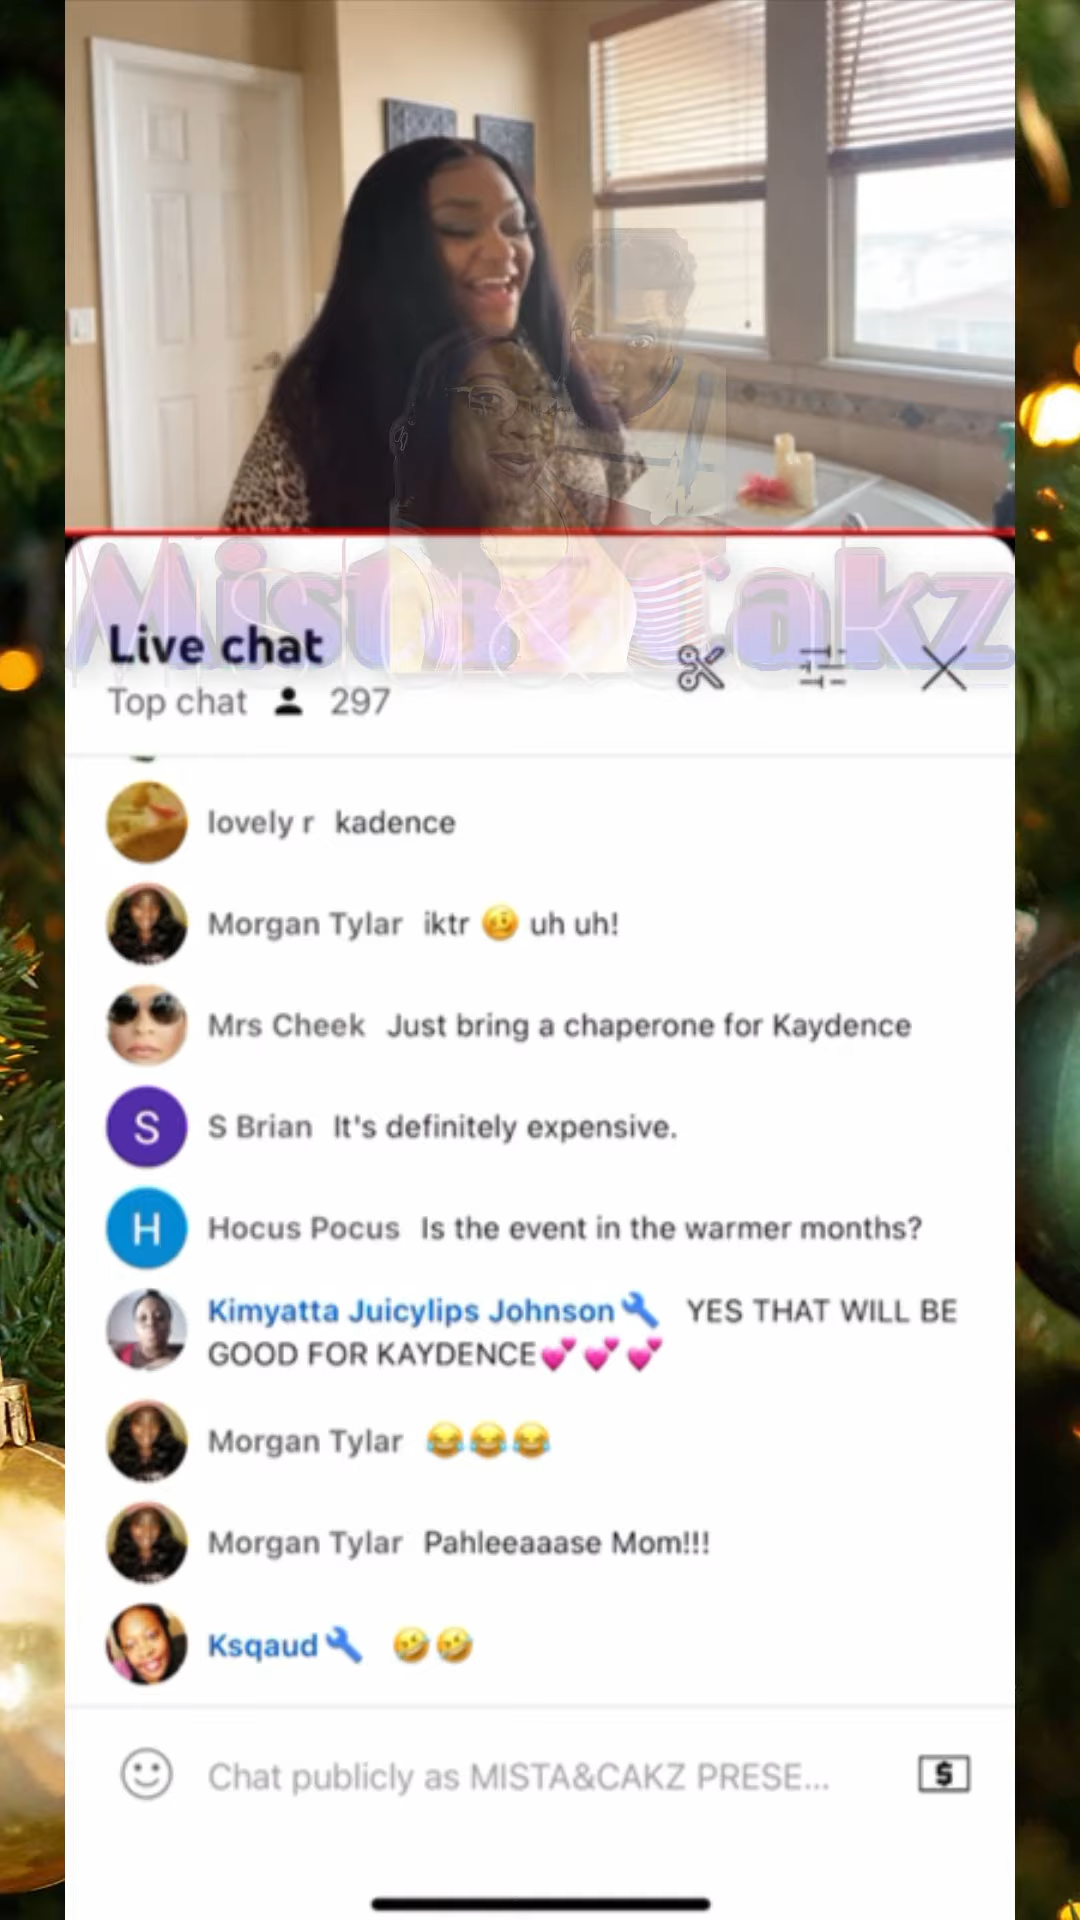 Mista&Cakz
Live chat
Top chat 297
lovely r kadence
Morgan Tylar iktr 🥴 uh uh!
Mrs Cheek Just bring a chaperone for Kaydence
S
S Brian It's definitely expensive.
H
Hocus Pocus Is the event in the warmer months?
Kimyatta Juicylips Johnson🔧 YES THAT WILL BE
GOOD FOR KAYDENCE💕💕💕
Morgan Tylar 😂😂😂
Morgan Tylar Pahleeaaase Mom!!!
Ksqaud🔧 🤣🤣
Chat publicly as MISTA&CAKZ PRESE...
$